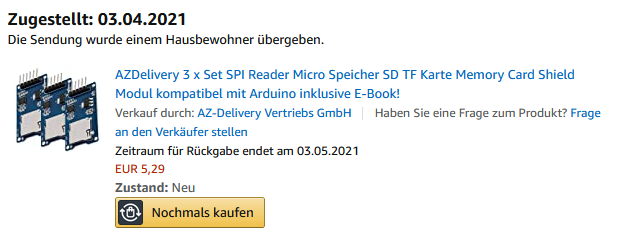 Zugestellt: 03.04.2021
Die Sendung wurde einem Hausbewohner übergeben.
AZDelivery 3 x Set SPI Reader Micro Speicher SD TF Karte Memory Card Shield
Modul kompatibel mit Arduino inklusive E-Book!
Verkauf durch: AZ-Delivery Vertriebs GmbH | Haben Sie eine Frage zum Produkt? Frage
an den Verkäufer stellen
Zeitraum für Rückgabe endet am 03.05.2021
EUR 5,29
Zustand: Neu
Nochmals kaufen